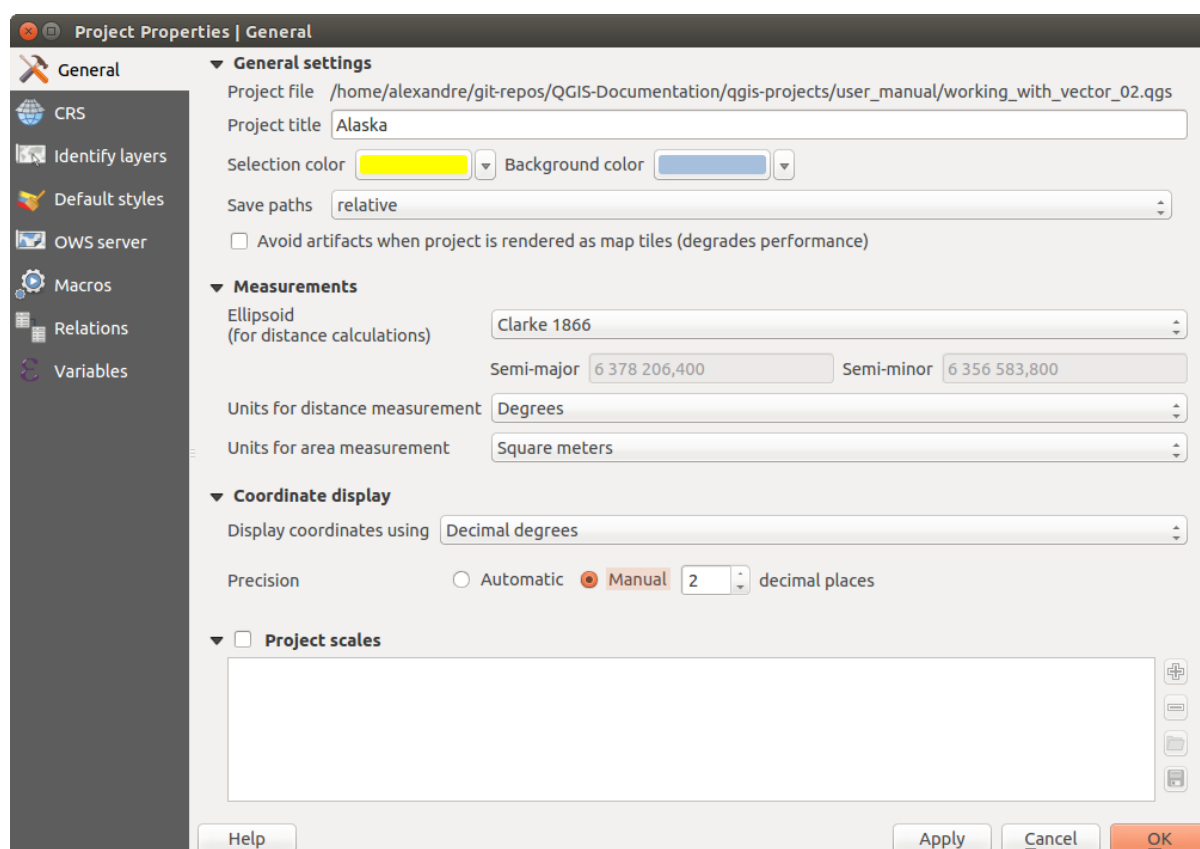 Project Properties | General
General
CRS
Identify layers
Default styles
OWS server
Macros
Relations
Variables
General settings
Project file /home/alexandre/git-repos/QGIS-Documentation/qgis-projects/user_manual/working_with_vector_02.qgs
Project title Alaska
Selection color Background color
Save paths relative
Avoid artifacts when project is rendered as map tiles (degrades performance)
Measurements
Ellipsoid
(for distance calculations) Clarke 1866
Semi-major 6 378 206,400 Semi-minor 6 356 583,800
Units for distance measurement Degrees
Units for area measurement Square meters
Coordinate display
Display coordinates using Decimal degrees
Precision Automatic Manual 2 decimal places
Project scales
Help Apply Cancel OK